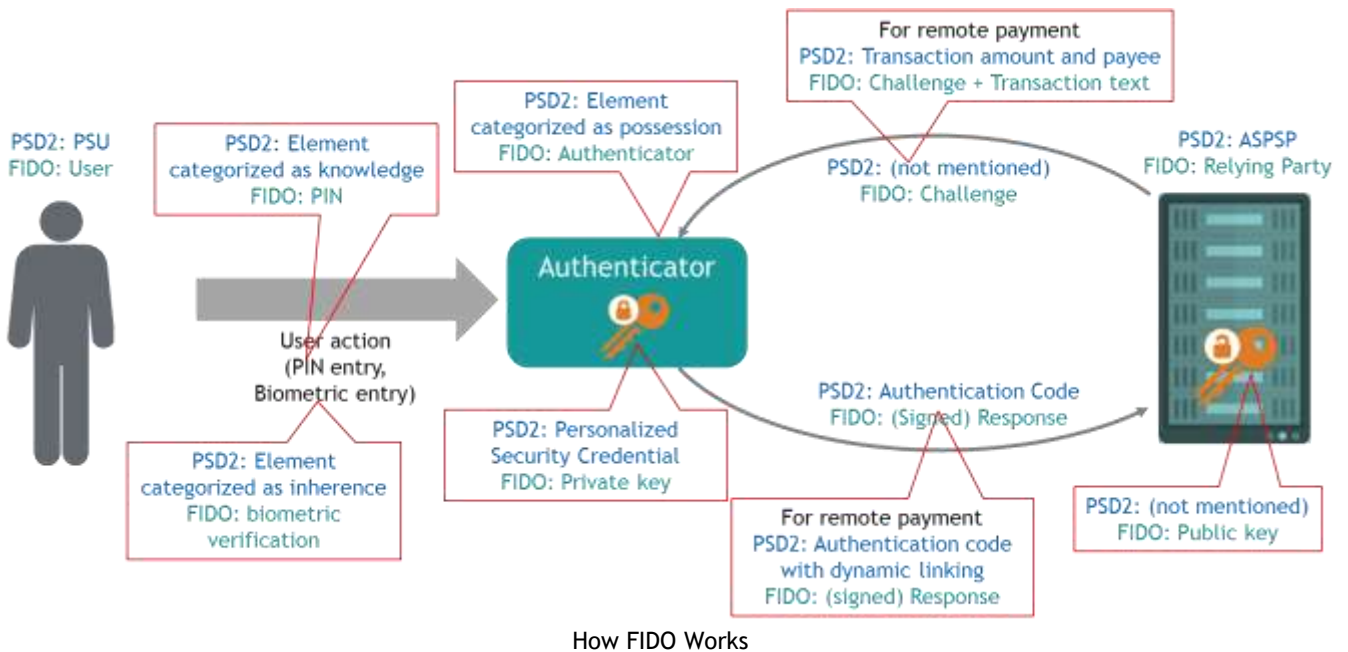 For remote payment
PSD2: Transaction amount and payee
FIDO: Challenge + Transaction text
PSD2: Element
categorized as possession
FIDO: Authenticator
PSD2: PSU
FIDO: User
PSD2: Element
categorized as knowledge
FIDO: PIN
PSD2: (not mentioned)
FIDO: Challenge
PSD2: ASPSP
FIDO: Relying Party
Authenticator
User action
(PIN entry,
Biometric entry)
PSD2: Authentication Code
FIDO: (Signed) Response
PSD2: Element
categorized as inherence
FIDO: biometric
verification
PSD2: Personalized
Security Credential
FIDO: Private key
For remote payment
PSD2: Authentication code
with dynamic linking
FIDO: (signed) Response
PSD2: (not mentioned)
FIDO: Public key
How FIDO Works